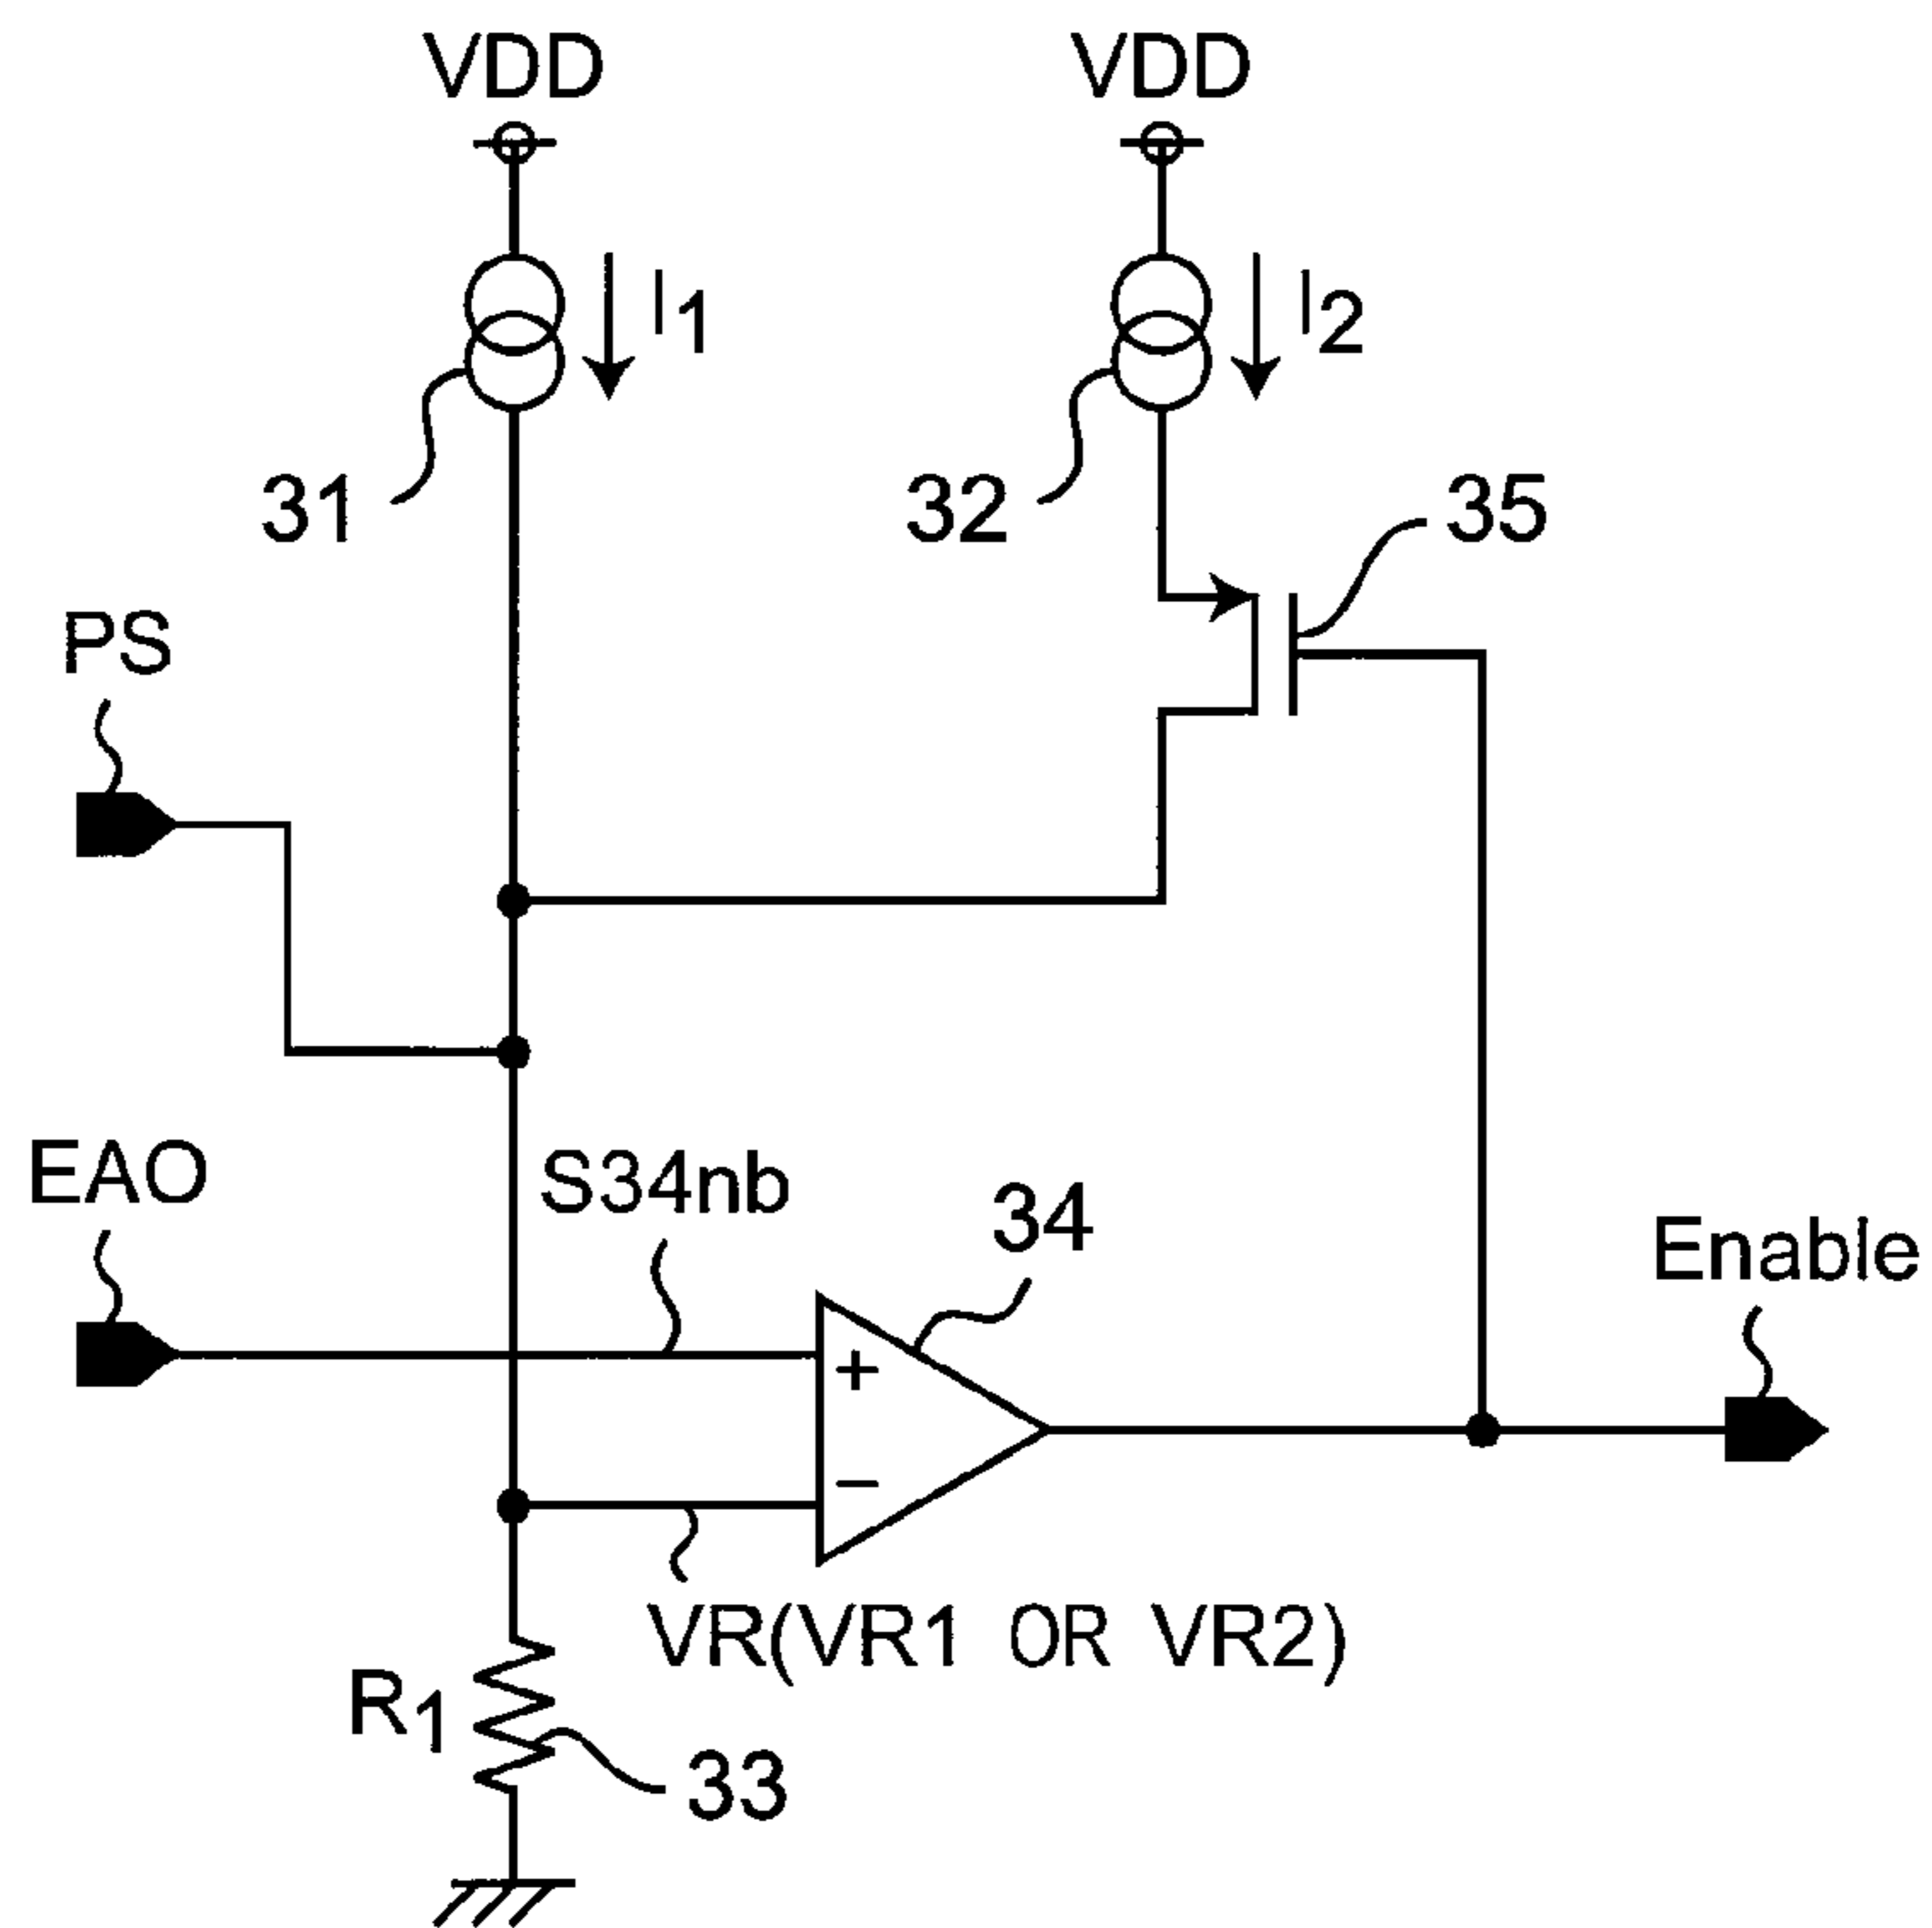 VDD
VDD
I1
I2
31
32
35
PS
EAO
S34nb
34
Enable
+
−
VR(VR1 OR VR2)
R1
33